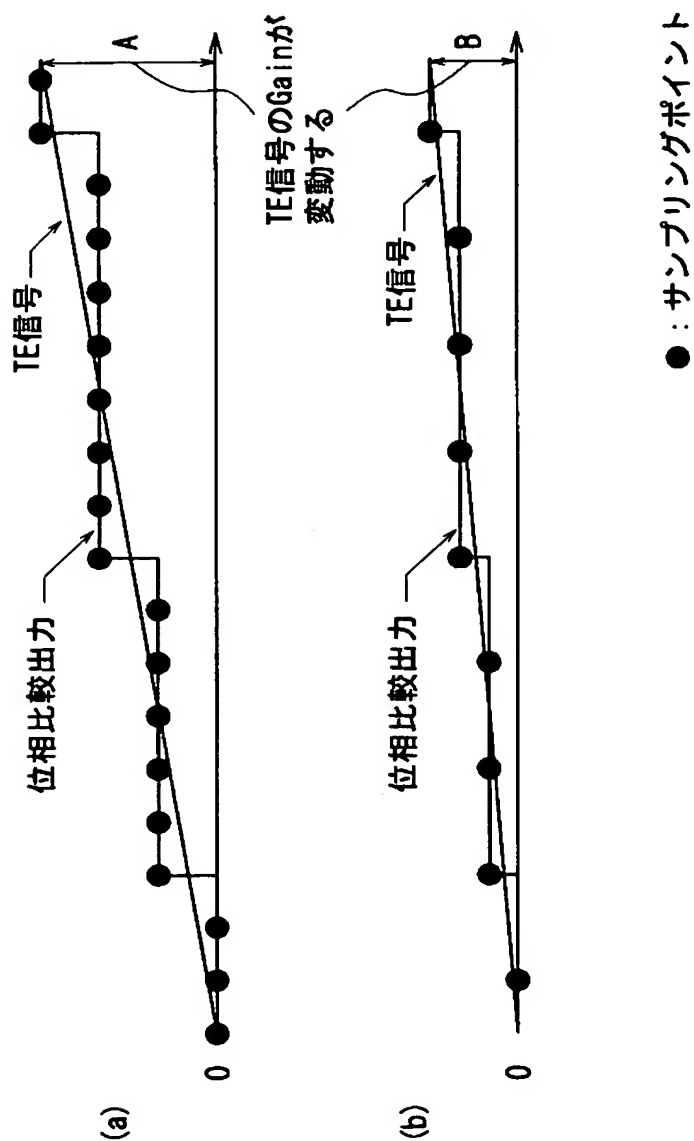 (a)
0
位相比較出力
TE信号
A
TE信号のGainが
変動する
(b)
0
位相比較出力
TE信号
B
●：サンプリングポイント